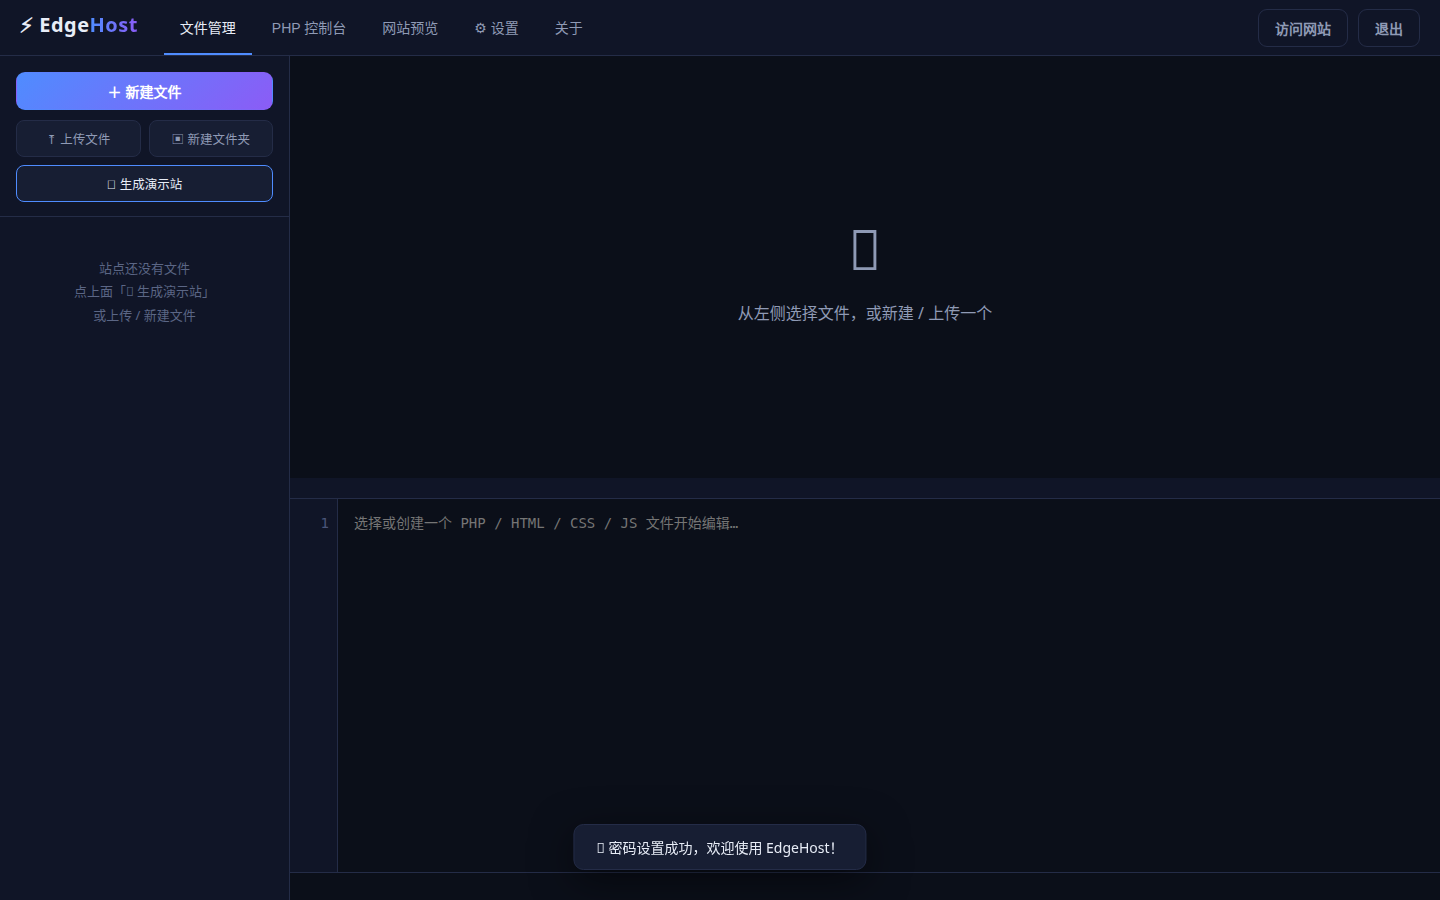 ⚡ EdgeHost
文件管理
PHP 控制台
网站预览
⚙ 设置
关于
访问网站
退出
＋ 新建文件
⤒ 上传文件
▣ 新建文件夹
生成演示站
站点还没有文件
点上面「 生成演示站」
或上传 / 新建文件
从左侧选择文件，或新建 / 上传一个
1
选择或创建一个 PHP / HTML / CSS / JS 文件开始编辑…
密码设置成功，欢迎使用 EdgeHost！